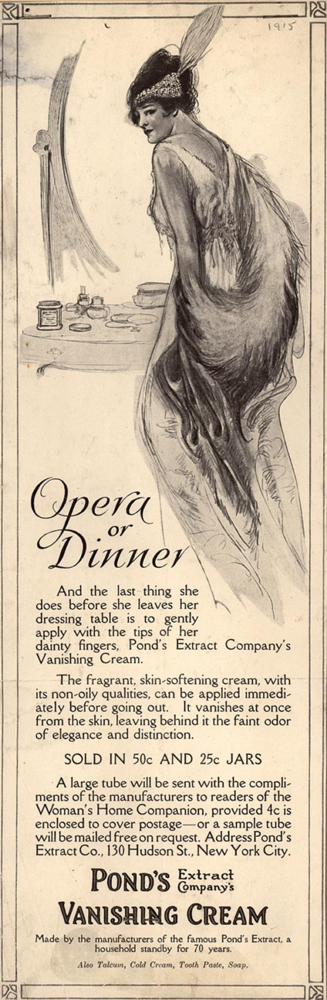 1915
Opera
or
Dinner
And the last thing she
does before she leaves her
dressing table is to gently
apply with the tips of her
dainty fingers, Pond's Extract Company's
Vanishing Cream.
The fragrant, skin-softening cream, with
its non-oily qualities, can be applied immedi-
ately before going out. It vanishes at once
from the skin, leaving behind it the faint odor
of elegance and distinction.
SOLD IN 50c AND 25c JARS
A large tube will be sent with the compli-
ments of the manufacturers to readers of the
Woman's Home Companion, provided 4c is
enclosed to cover postage—or a sample tube
will be mailed free on request. Address Pond's
Extract Co., 130 Hudson St., New York City.
POND'S Extract
Company's
VANISHING CREAM
Made by the manufacturers of the famous Pond's Extract, a
household standby for 70 years.
Also Talcum, Cold Cream, Tooth Paste, Soap.